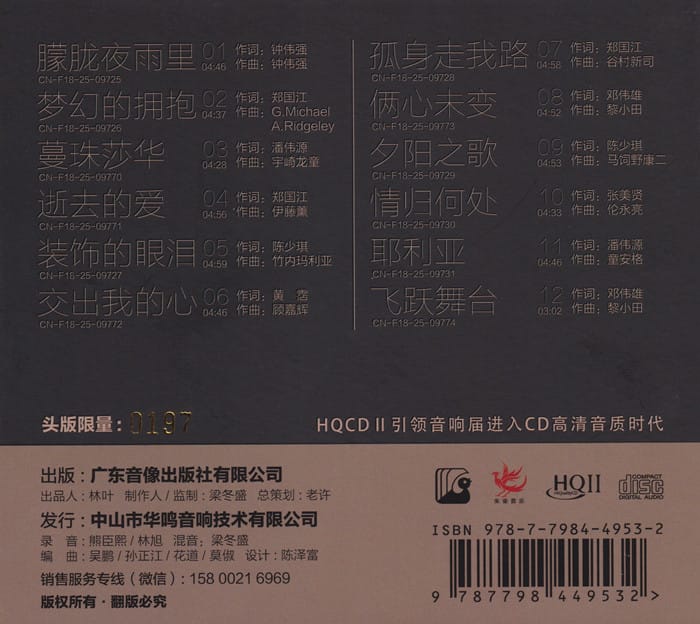 朦胧夜雨里 01 作词：钟伟强
04:46 作曲：钟伟强
CN-F18-25-09725
梦幻的拥抱 02 作词：郑国江
04:37 作曲：G.Michael
A.Ridgeley
CN-F18-25-09726
蔓珠莎华 03 作词：潘伟源
04:28 作曲：宇崎龙童
CN-F18-25-09770
逝去的爱 04 作词：郑国江
04:56 作曲：伊藤薰
CN-F18-25-09771
装饰的眼泪 05 作词：陈少琪
04:59 作曲：竹内玛利亚
CN-F18-25-09727
交出我的心 06 作词：黄霑
04:46 作曲：顾嘉辉
CN-F18-25-09772
孤身走我路 07 作词：郑国江
04:58 作曲：谷村新司
CN-F18-25-09728
俩心未变 08 作词：邓伟雄
04:52 作曲：黎小田
CN-F18-25-09773
夕阳之歌 09 作词：陈少琪
04:53 作曲：马饲野康二
CN-F18-25-09729
情归何处 10 作词：张美贤
04:33 作曲：伦永亮
CN-F18-25-09730
耶利亚 11 作词：潘伟源
04:46 作曲：童安格
CN-F18-25-09731
飞跃舞台 12 作词：邓伟雄
03:02 作曲：黎小田
CN-F18-25-09774
头版限量：0197
HQCD II 引领音响届进入CD高清音质时代
出版：广东音像出版社有限公司
出品人：林叶 制作人/监制：梁冬盛 总策划：老许
发行：中山市华鸣音响技术有限公司
录 音：熊臣熙/林旭 混音：梁冬盛
编 曲：吴鹏/孙正江/花道/莫俶 设计：陈泽富
销售服务专线（微信）：158 0021 6969
版权所有·翻版必究
朱雀音乐
HQII
HiQualityCD
COMPACT
disc
DIGITAL AUDIO
ISBN 978-7-7984-4953-2
9 787798 449532 >